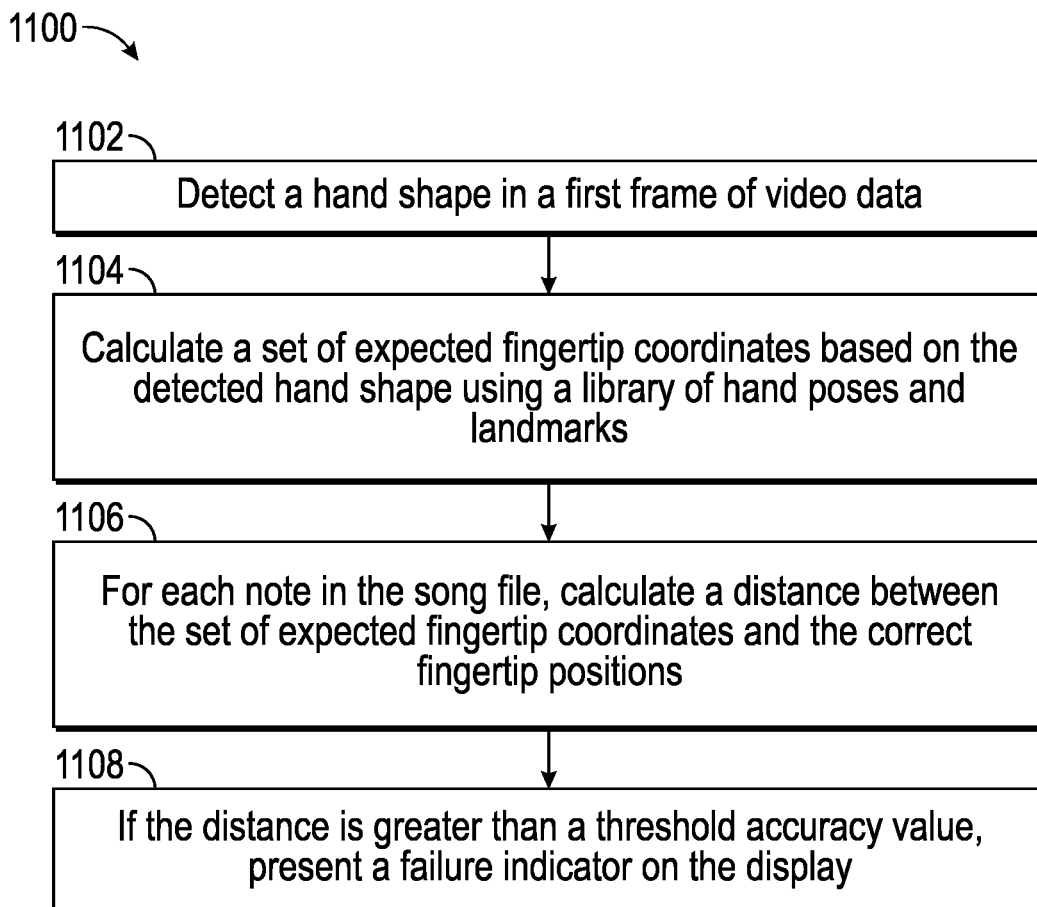 1100
1102
Detect a hand shape in a first frame of video data
1104
Calculate a set of expected fingertip coordinates based on the
detected hand shape using a library of hand poses and
landmarks
1106
For each note in the song file, calculate a distance between
the set of expected fingertip coordinates and the correct
fingertip positions
1108
If the distance is greater than a threshold accuracy value,
present a failure indicator on the display